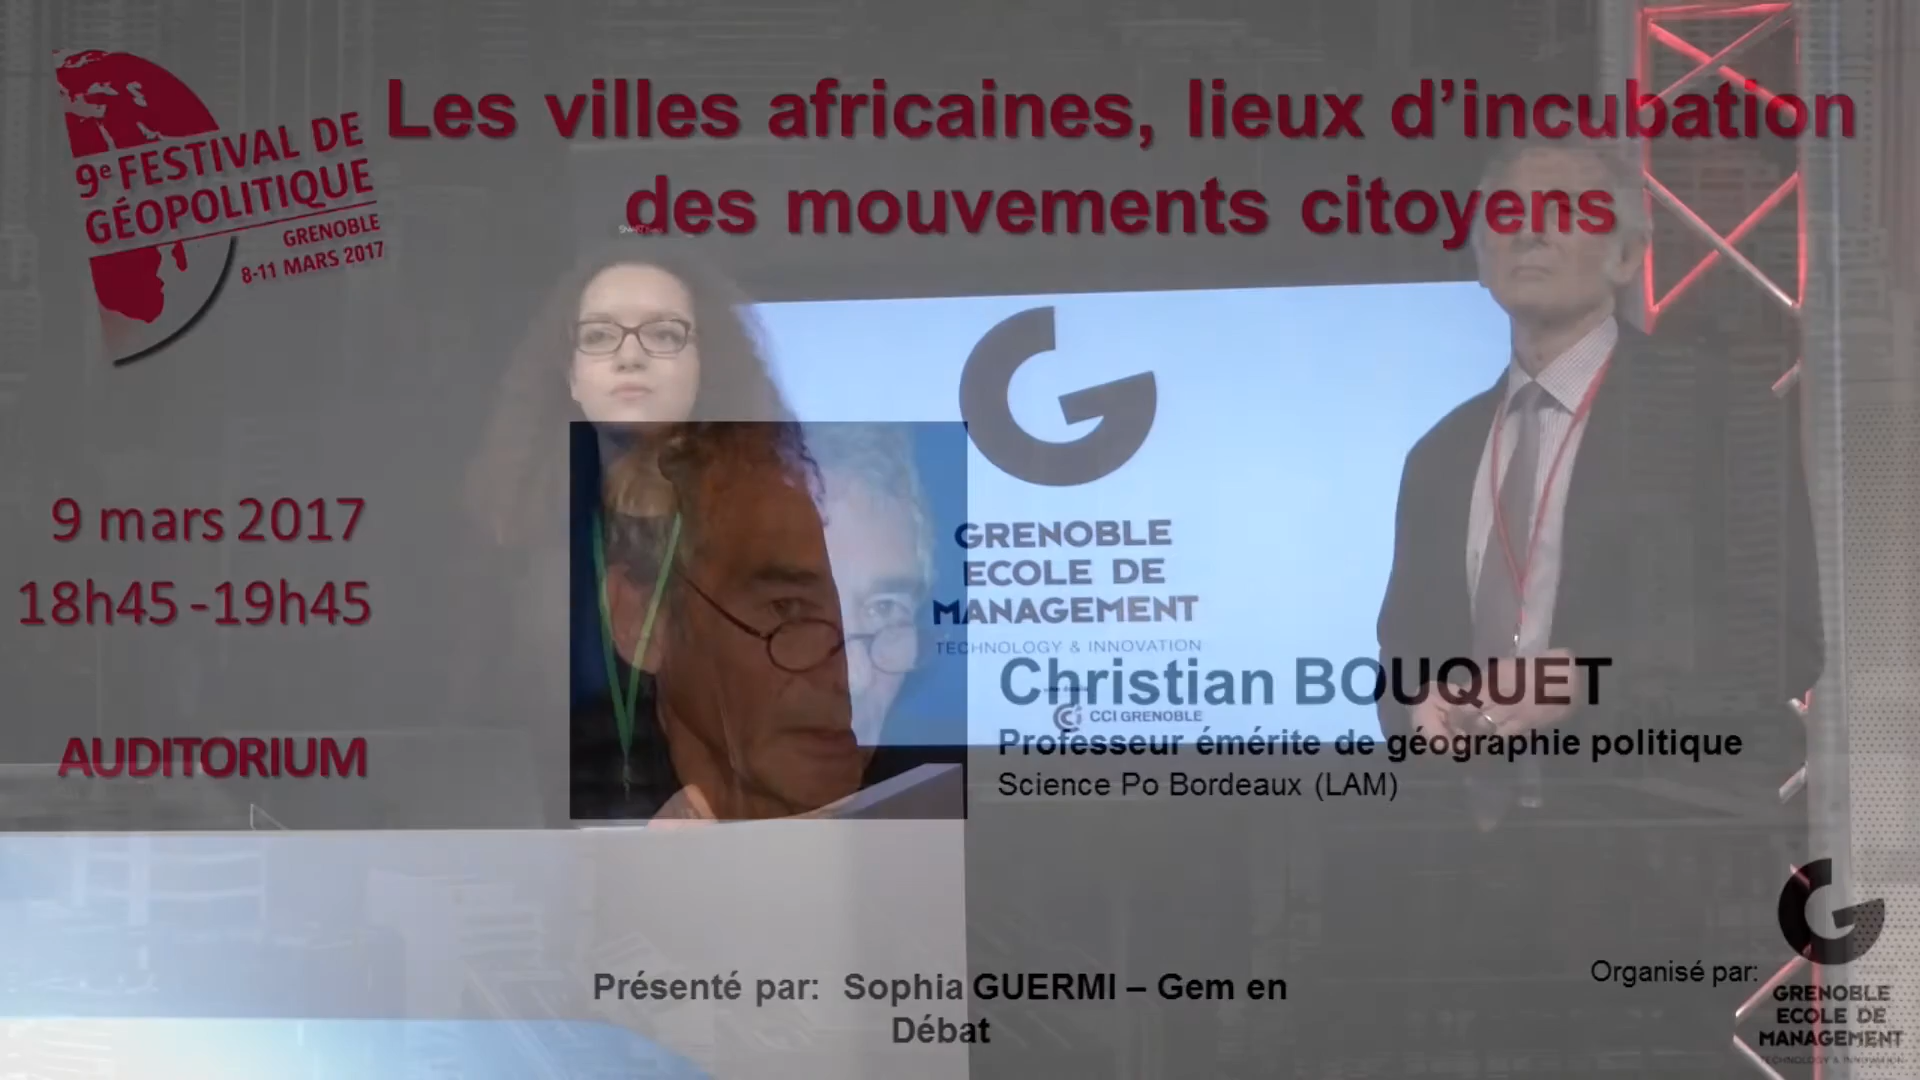 9e FESTIVAL DE
GÉOPOLITIQUE
GRENOBLE
8-11 MARS 2017
Les villes africaines, lieux d’incubation
des mouvements citoyens
9 mars 2017
18h45 -19h45
AUDITORIUM
GRENOBLE
ECOLE DE
MANAGEMENT
TECHNOLOGY & INNOVATION
CCI GRENOBLE
Christian BOUQUET
Professeur émérite de géographie politique
Science Po Bordeaux (LAM)
Présenté par: Sophia GUERMI – Gem en
Débat
Organisé par:
GRENOBLE
ECOLE DE
MANAGEMENT
TECHNOLOGY & INNOVATION